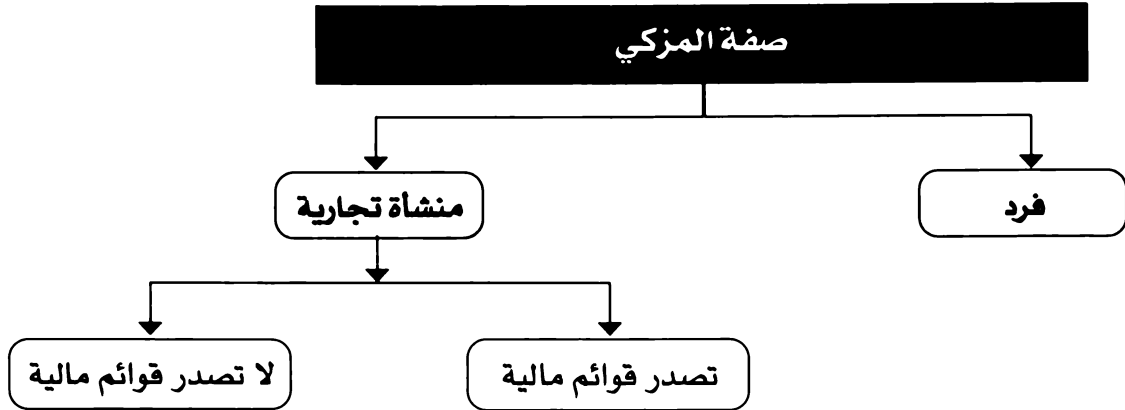 صفة المزكي
فرد
منشأة تجارية
تصدر قوائم مالية
لا تصدر قوائم مالية